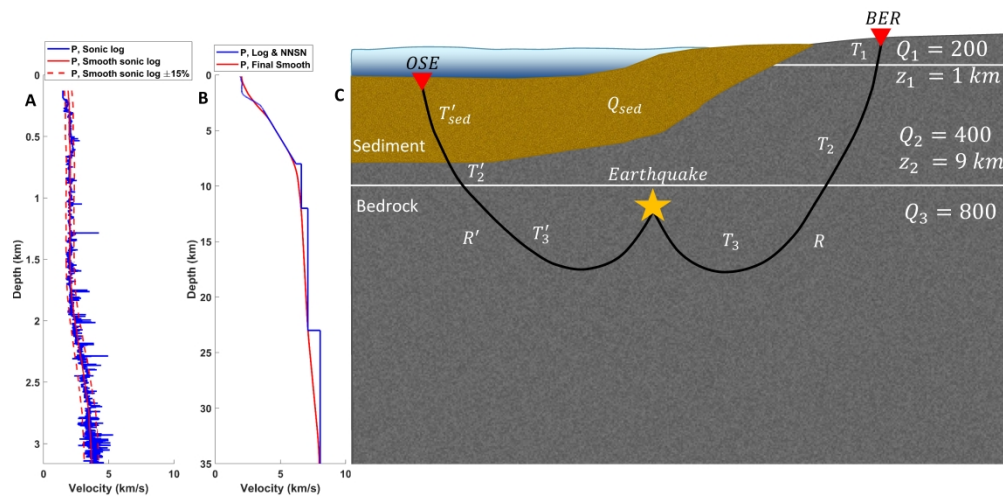 P, Sonic log
P, Smooth sonic log
P, Smooth sonic log ±15%
A
0
0.5
1
1.5
2
2.5
3
Depth (km)
0
5
10
Velocity (km/s)
P, Log & NNSN
P, Final Smooth
B
0
5
10
15
20
25
30
35
Depth (km)
0
5
10
Velocity (km/s)
C
OSE
BER
T₁
Q₁ = 200
z₁ = 1 km
T′sed
Qsed
Sediment
T₂
Q₂ = 400
z₂ = 9 km
T′₂
Earthquake
Bedrock
Q₃ = 800
R′
T′₃
T₃
R